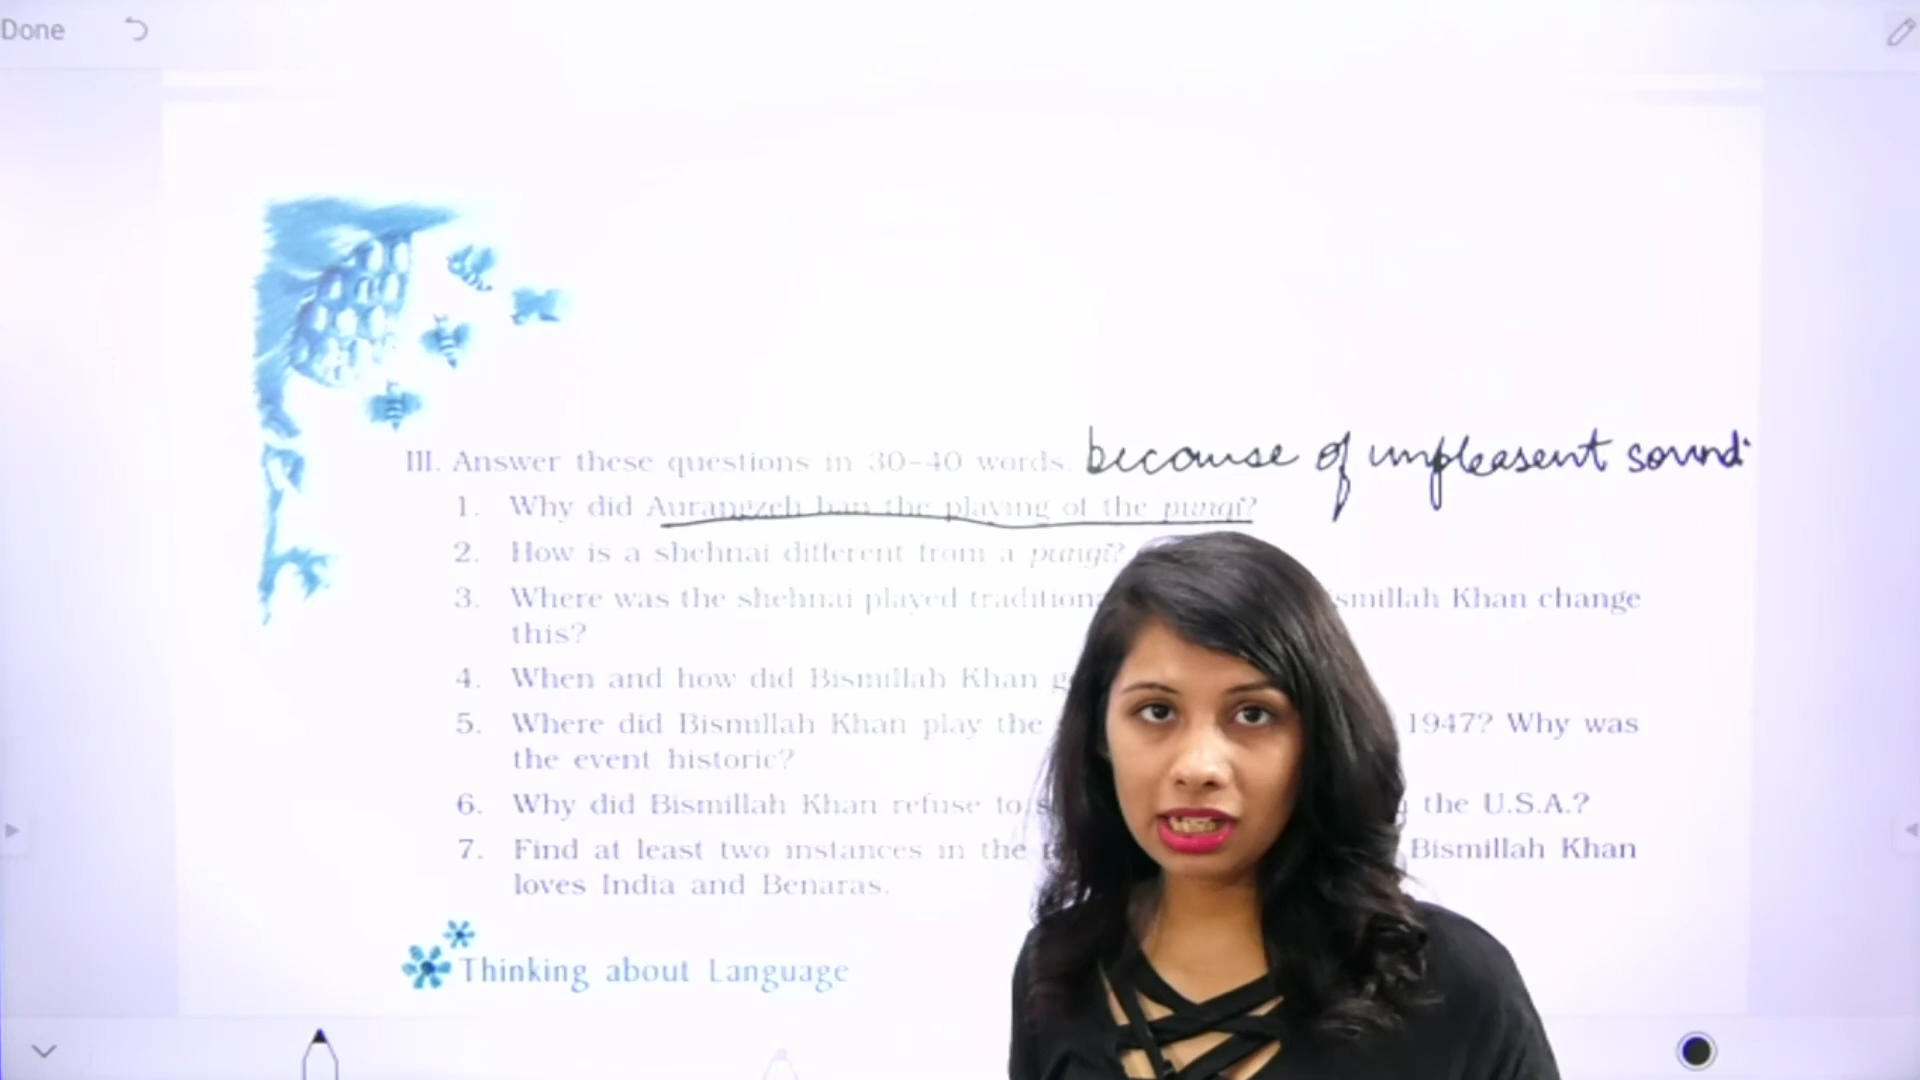 Done
III. Answer these questions in 30–40 words. because of unpleasent sound.
1. Why did Aurangzeb ban the playing of the pungi?
2. How is a shehnai different from a pungi?
3. Where was the shehnai played Bismillah Khan change
this?
4. When and how did Bismillah Khan
5. Where did Bismillah Khan play the 1947? Why was
the event historic?
6. Why did Bismillah Khan refuse to the U.S.A.?
7. Find at least two instances in the Bismillah Khan
loves India and Benaras.
Thinking about Language